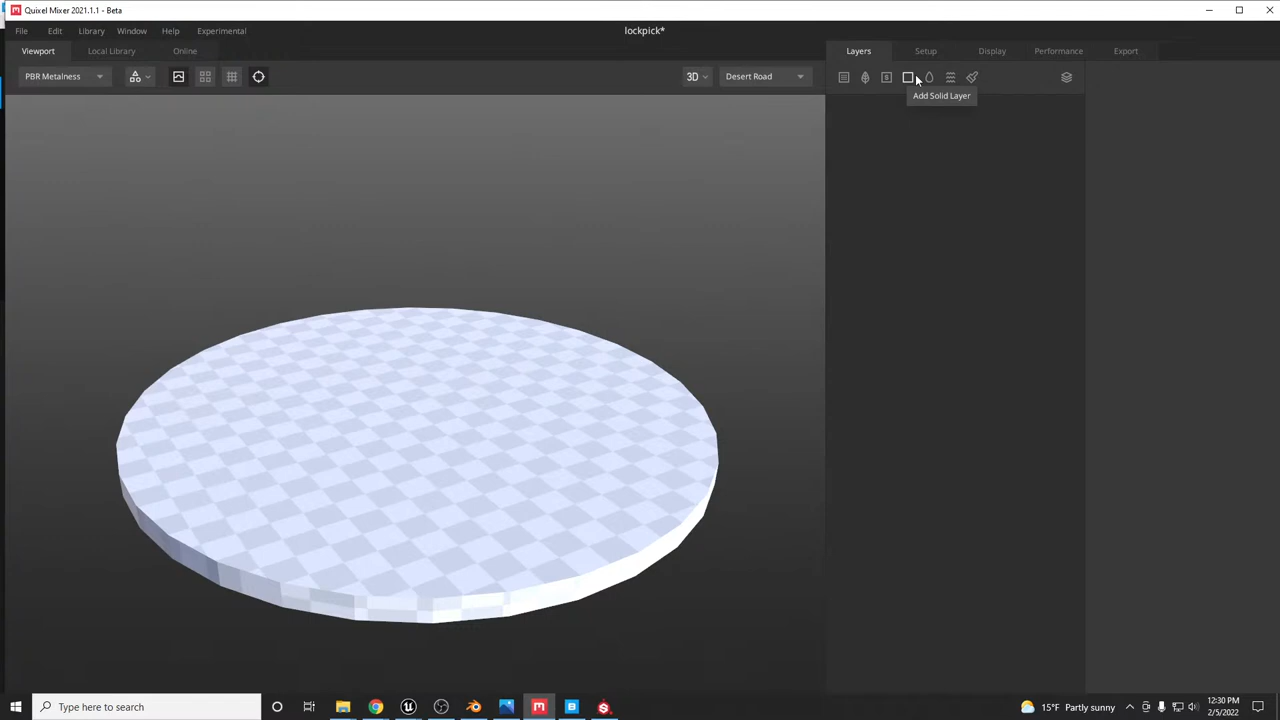 Quixel Mixer 2021.1.1 - Beta
File Edit Library Window Help Experimental
lockpick*
Viewport Local Library Online
Layers Setup Display Performance Export
PBR Metalness
3D
Desert Road
Add Solid Layer
Type here to search
15°F Partly sunny
12:30 PM
2/5/2022